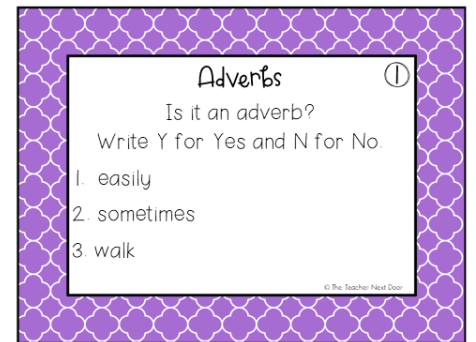 Adverbs
1
Is it an adverb?
Write Y for Yes and N for No.
1. easily
2. sometimes
3. walk
© The Teacher Next Door